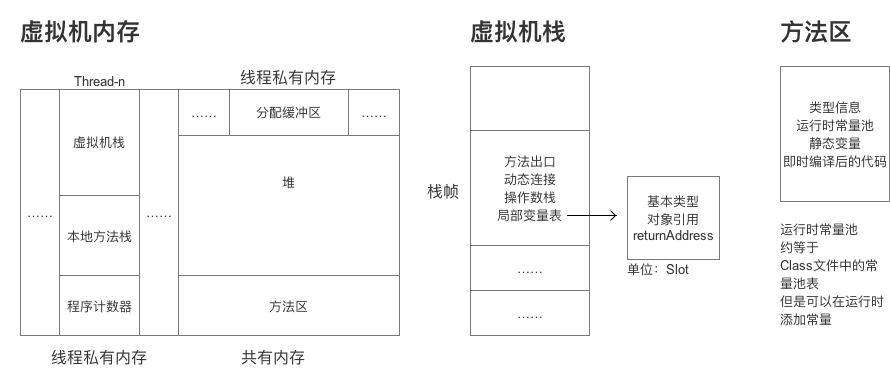 虚拟机内存
虚拟机栈
方法区
Thread-n
线程私有内存
......
虚拟机栈
本地方法栈
程序计数器
......
......
分配缓冲区
......
堆
方法区
线程私有内存
共有内存
栈帧
方法出口
动态连接
操作数栈
局部变量表
......
......
基本类型
对象引用
returnAddress
单位：Slot
类型信息
运行时常量池
静态变量
即时编译后的代码
运行时常量池
约等于
Class文件中的常
量池表
但是可以在运行时
添加常量